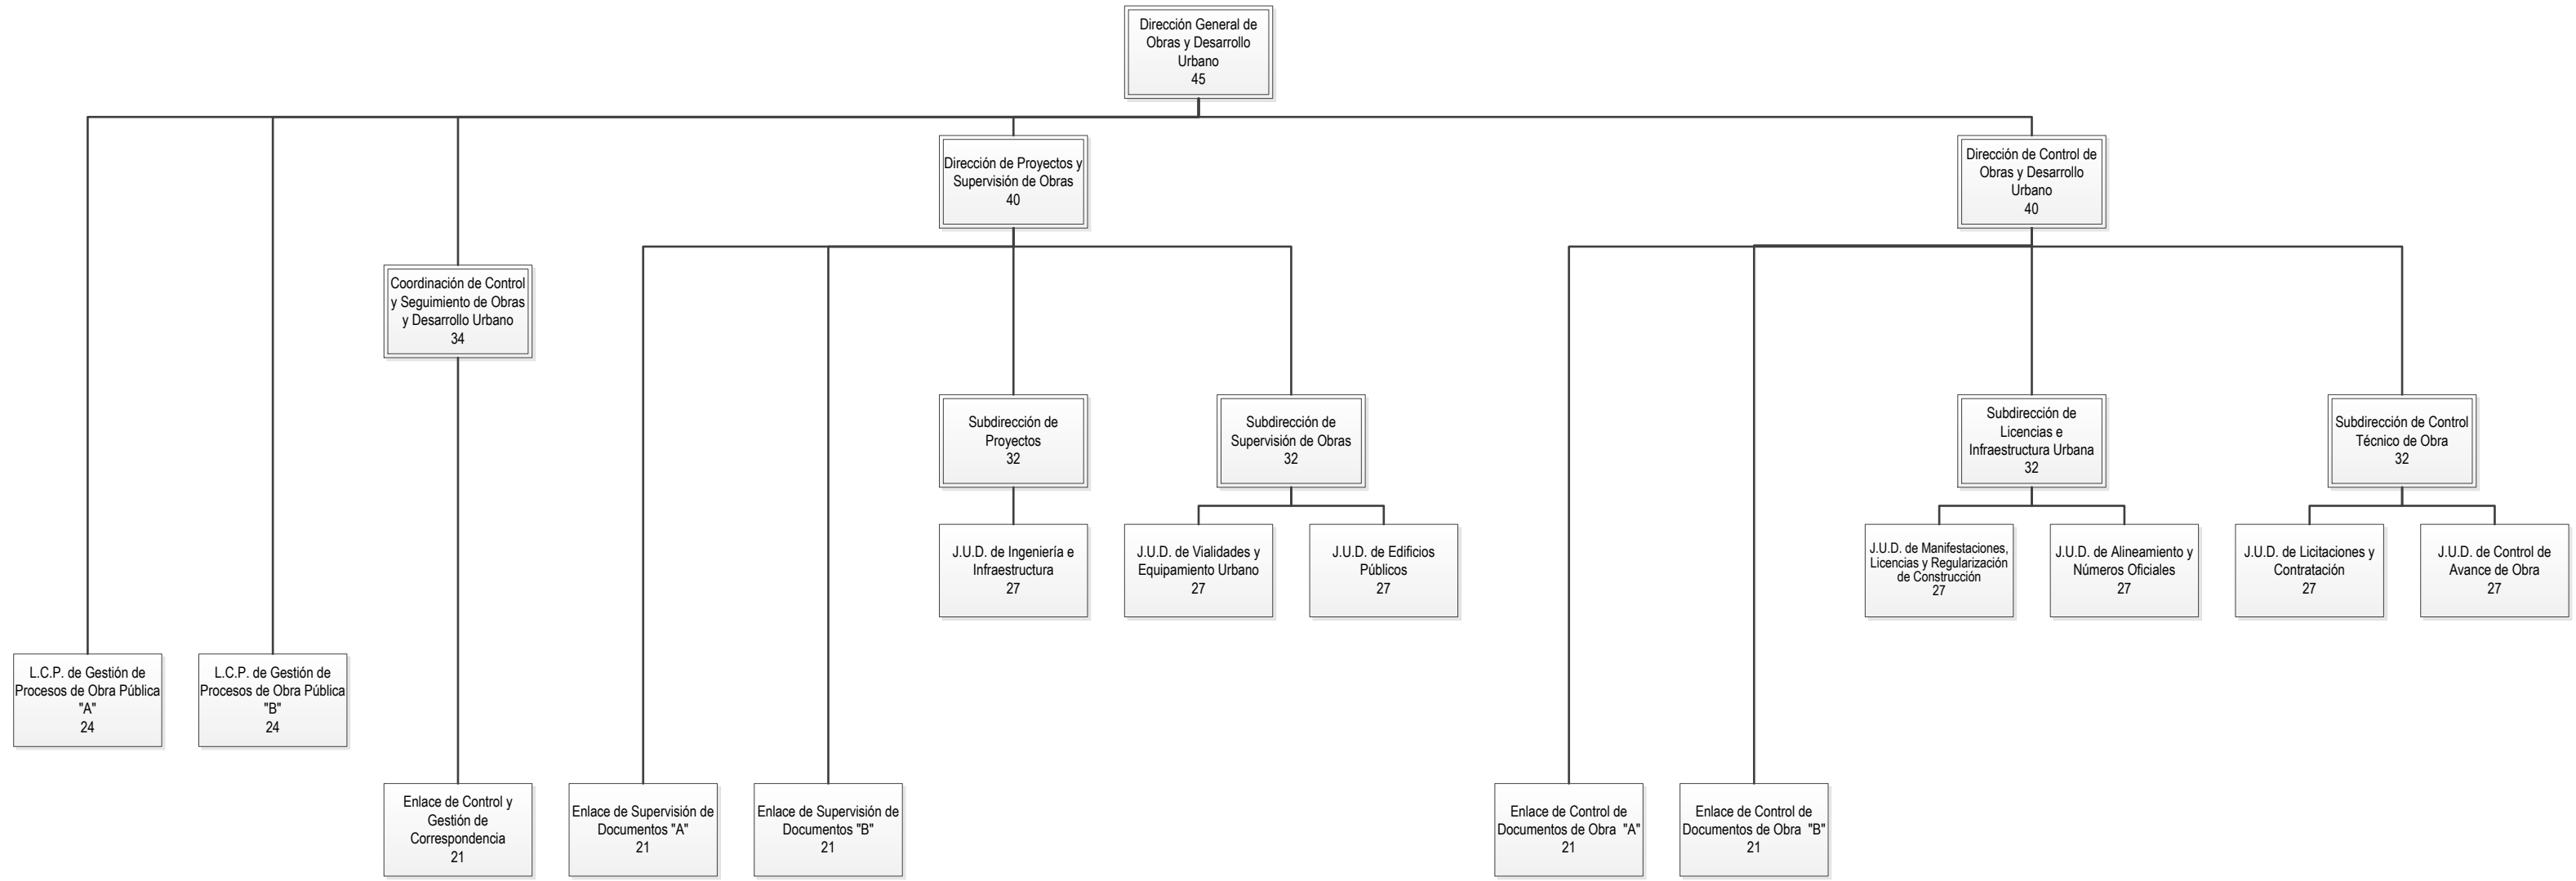 Dirección General de
Obras y Desarrollo
Urbano
45
Dirección de Proyectos y
Supervisión de Obras
40
Dirección de Control de
Obras y Desarrollo
Urbano
40
Coordinación de Control
y Seguimiento de Obras
y Desarrollo Urbano
34
Subdirección de
Proyectos
32
Subdirección de
Supervisión de Obras
32
Subdirección de
Licencias e
Infraestructura Urbana
32
Subdirección de Control
Técnico de Obra
32
J.U.D. de Ingeniería e
Infraestructura
27
J.U.D. de Vialidades y
Equipamiento Urbano
27
J.U.D. de Edificios
Públicos
27
J.U.D. de Manifestaciones,
Licencias y Regularización
de Construcción
27
J.U.D. de Alineamiento y
Números Oficiales
27
J.U.D. de Licitaciones y
Contratación
27
J.U.D. de Control de
Avance de Obra
27
L.C.P. de Gestión de
Procesos de Obra Pública
"A"
24
L.C.P. de Gestión de
Procesos de Obra Pública
"B"
24
Enlace de Control y
Gestión de
Correspondencia
21
Enlace de Supervisión de
Documentos "A"
21
Enlace de Supervisión de
Documentos "B"
21
Enlace de Control de
Documentos de Obra  "A"
21
Enlace de Control de
Documentos de Obra  "B"
21